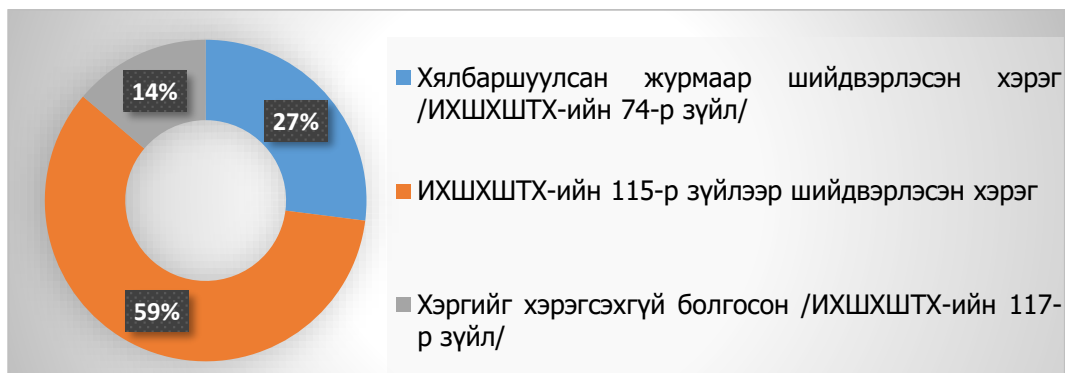 14%
27%
59%
Хялбаршуулсан журмаар шийдвэрлэсэн хэрэг
/ИХШХШТХ-ийн 74-р зүйл/
ИХШХШТХ-ийн 115-р зүйлээр шийдвэрлэсэн хэрэг
Хэргийг хэрэгсэхгүй болгосон /ИХШХШТХ-ийн 117-
р зүйл/